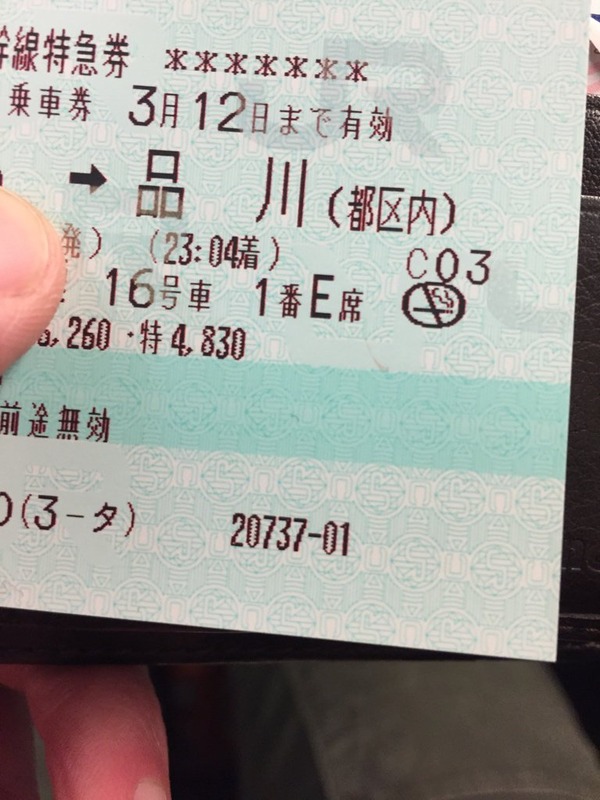 幹線特急券 *******
乗車券 3月12日まで有効
→ 品 川 (都区内)
発) (23:04着) C03
16号車 1番E席
,260・特4,830
前途無効
(3-タ) 20737-01